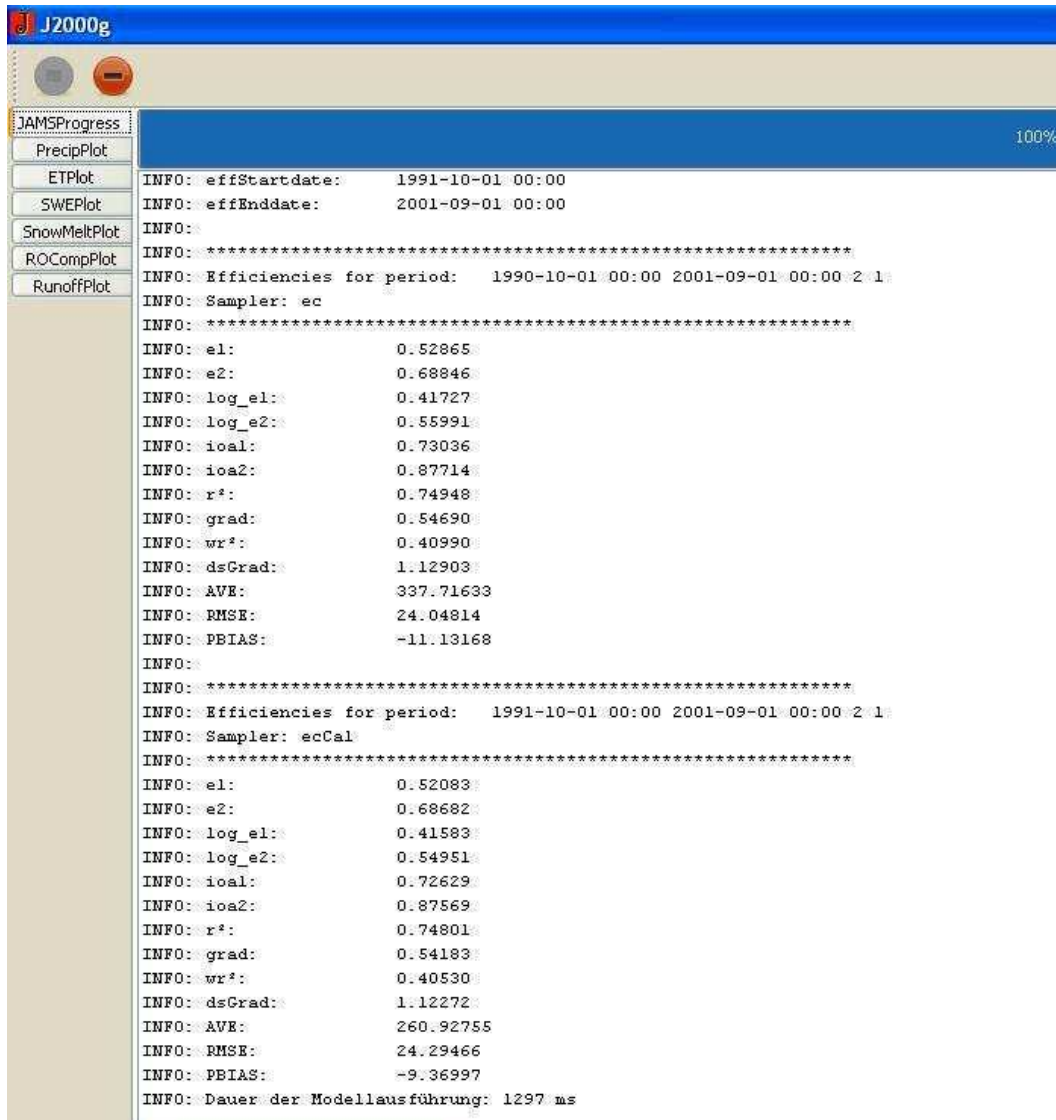 J2000g
JAMSProgress
PrecipPlot
ETPlot
SWEPlot
SnowMeltPlot
ROCompPlot
RunoffPlot
100%
INFO: effStartdate: 1991-10-01 00:00
INFO: effEnddate: 2001-09-01 00:00
INFO:
INFO: *************************************************************
INFO: Efficiencies for period: 1990-10-01 00:00 2001-09-01 00:00 2 1
INFO: Sampler: ec
INFO: *************************************************************
INFO: e1: 0.52865
INFO: e2: 0.68846
INFO: log_e1: 0.41727
INFO: log_e2: 0.55991
INFO: ioa1: 0.73036
INFO: ioa2: 0.87714
INFO: r²: 0.74948
INFO: grad: 0.54690
INFO: wr²: 0.40990
INFO: dsGrad: 1.12903
INFO: AVE: 337.71633
INFO: RMSE: 24.04814
INFO: PBIAS: -11.13168
INFO:
INFO: *************************************************************
INFO: Efficiencies for period: 1991-10-01 00:00 2001-09-01 00:00 2 1
INFO: Sampler: ecCal
INFO: *************************************************************
INFO: e1: 0.52083
INFO: e2: 0.68682
INFO: log_e1: 0.41583
INFO: log_e2: 0.54951
INFO: ioa1: 0.72629
INFO: ioa2: 0.87569
INFO: r²: 0.74801
INFO: grad: 0.54183
INFO: wr²: 0.40530
INFO: dsGrad: 1.12272
INFO: AVE: 260.92755
INFO: RMSE: 24.29466
INFO: PBIAS: -9.36997
INFO: Dauer der Modellausführung: 1297 ms